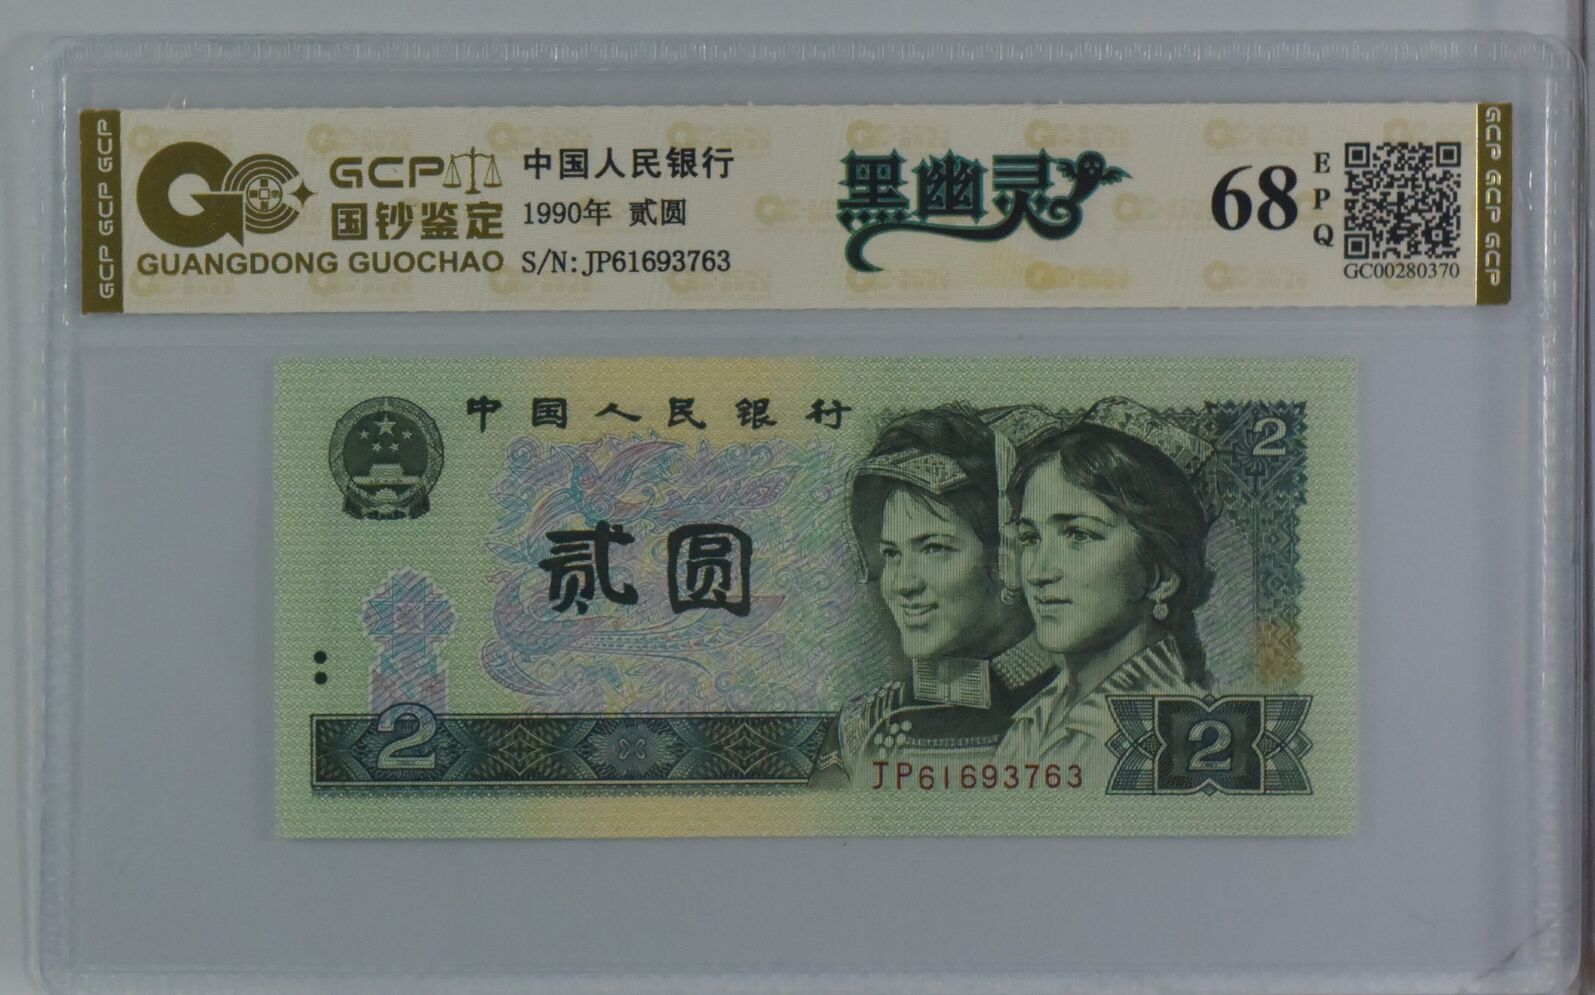 GCP GCP GCP
GCP
国钞鉴定
GUANGDONG GUOCHAO
中国人民银行
1990年 贰圆
S/N:JP61693763
黑幽灵
68
EPQ
GC00280370
GCP GCP GCP
中国人民银行
2
贰圆
2
JP61693763
2